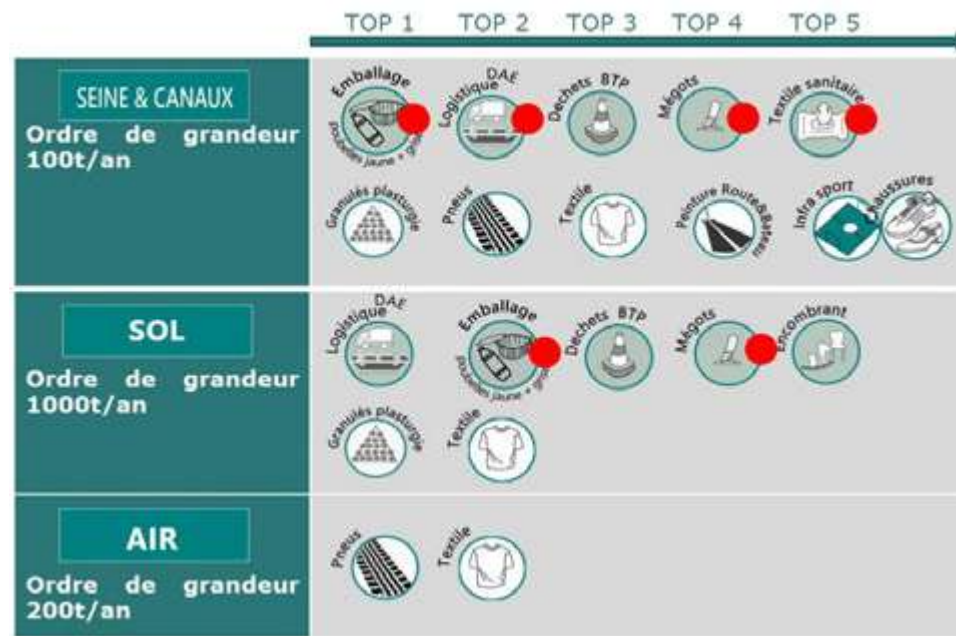 TOP 1 TOP 2 TOP 3 TOP 4 TOP 5
SEINE & CANAUX
Ordre de grandeur
100t/an
Emballage
poubelles jaune + grise
Logistique DAE
Dechets BTP
Mégots
Textile sanitaire
Granulés plasturgie
Pneus
Textile
Peinture Route&Bateau
Infra sport
Chaussures
SOL
Ordre de grandeur
1000t/an
Logistique DAE
Emballage
poubelles jaune + grise
Dechets BTP
Mégots
Encombrant
Granulés plasturgie
Textile
AIR
Ordre de grandeur
200t/an
Pneus
Textile